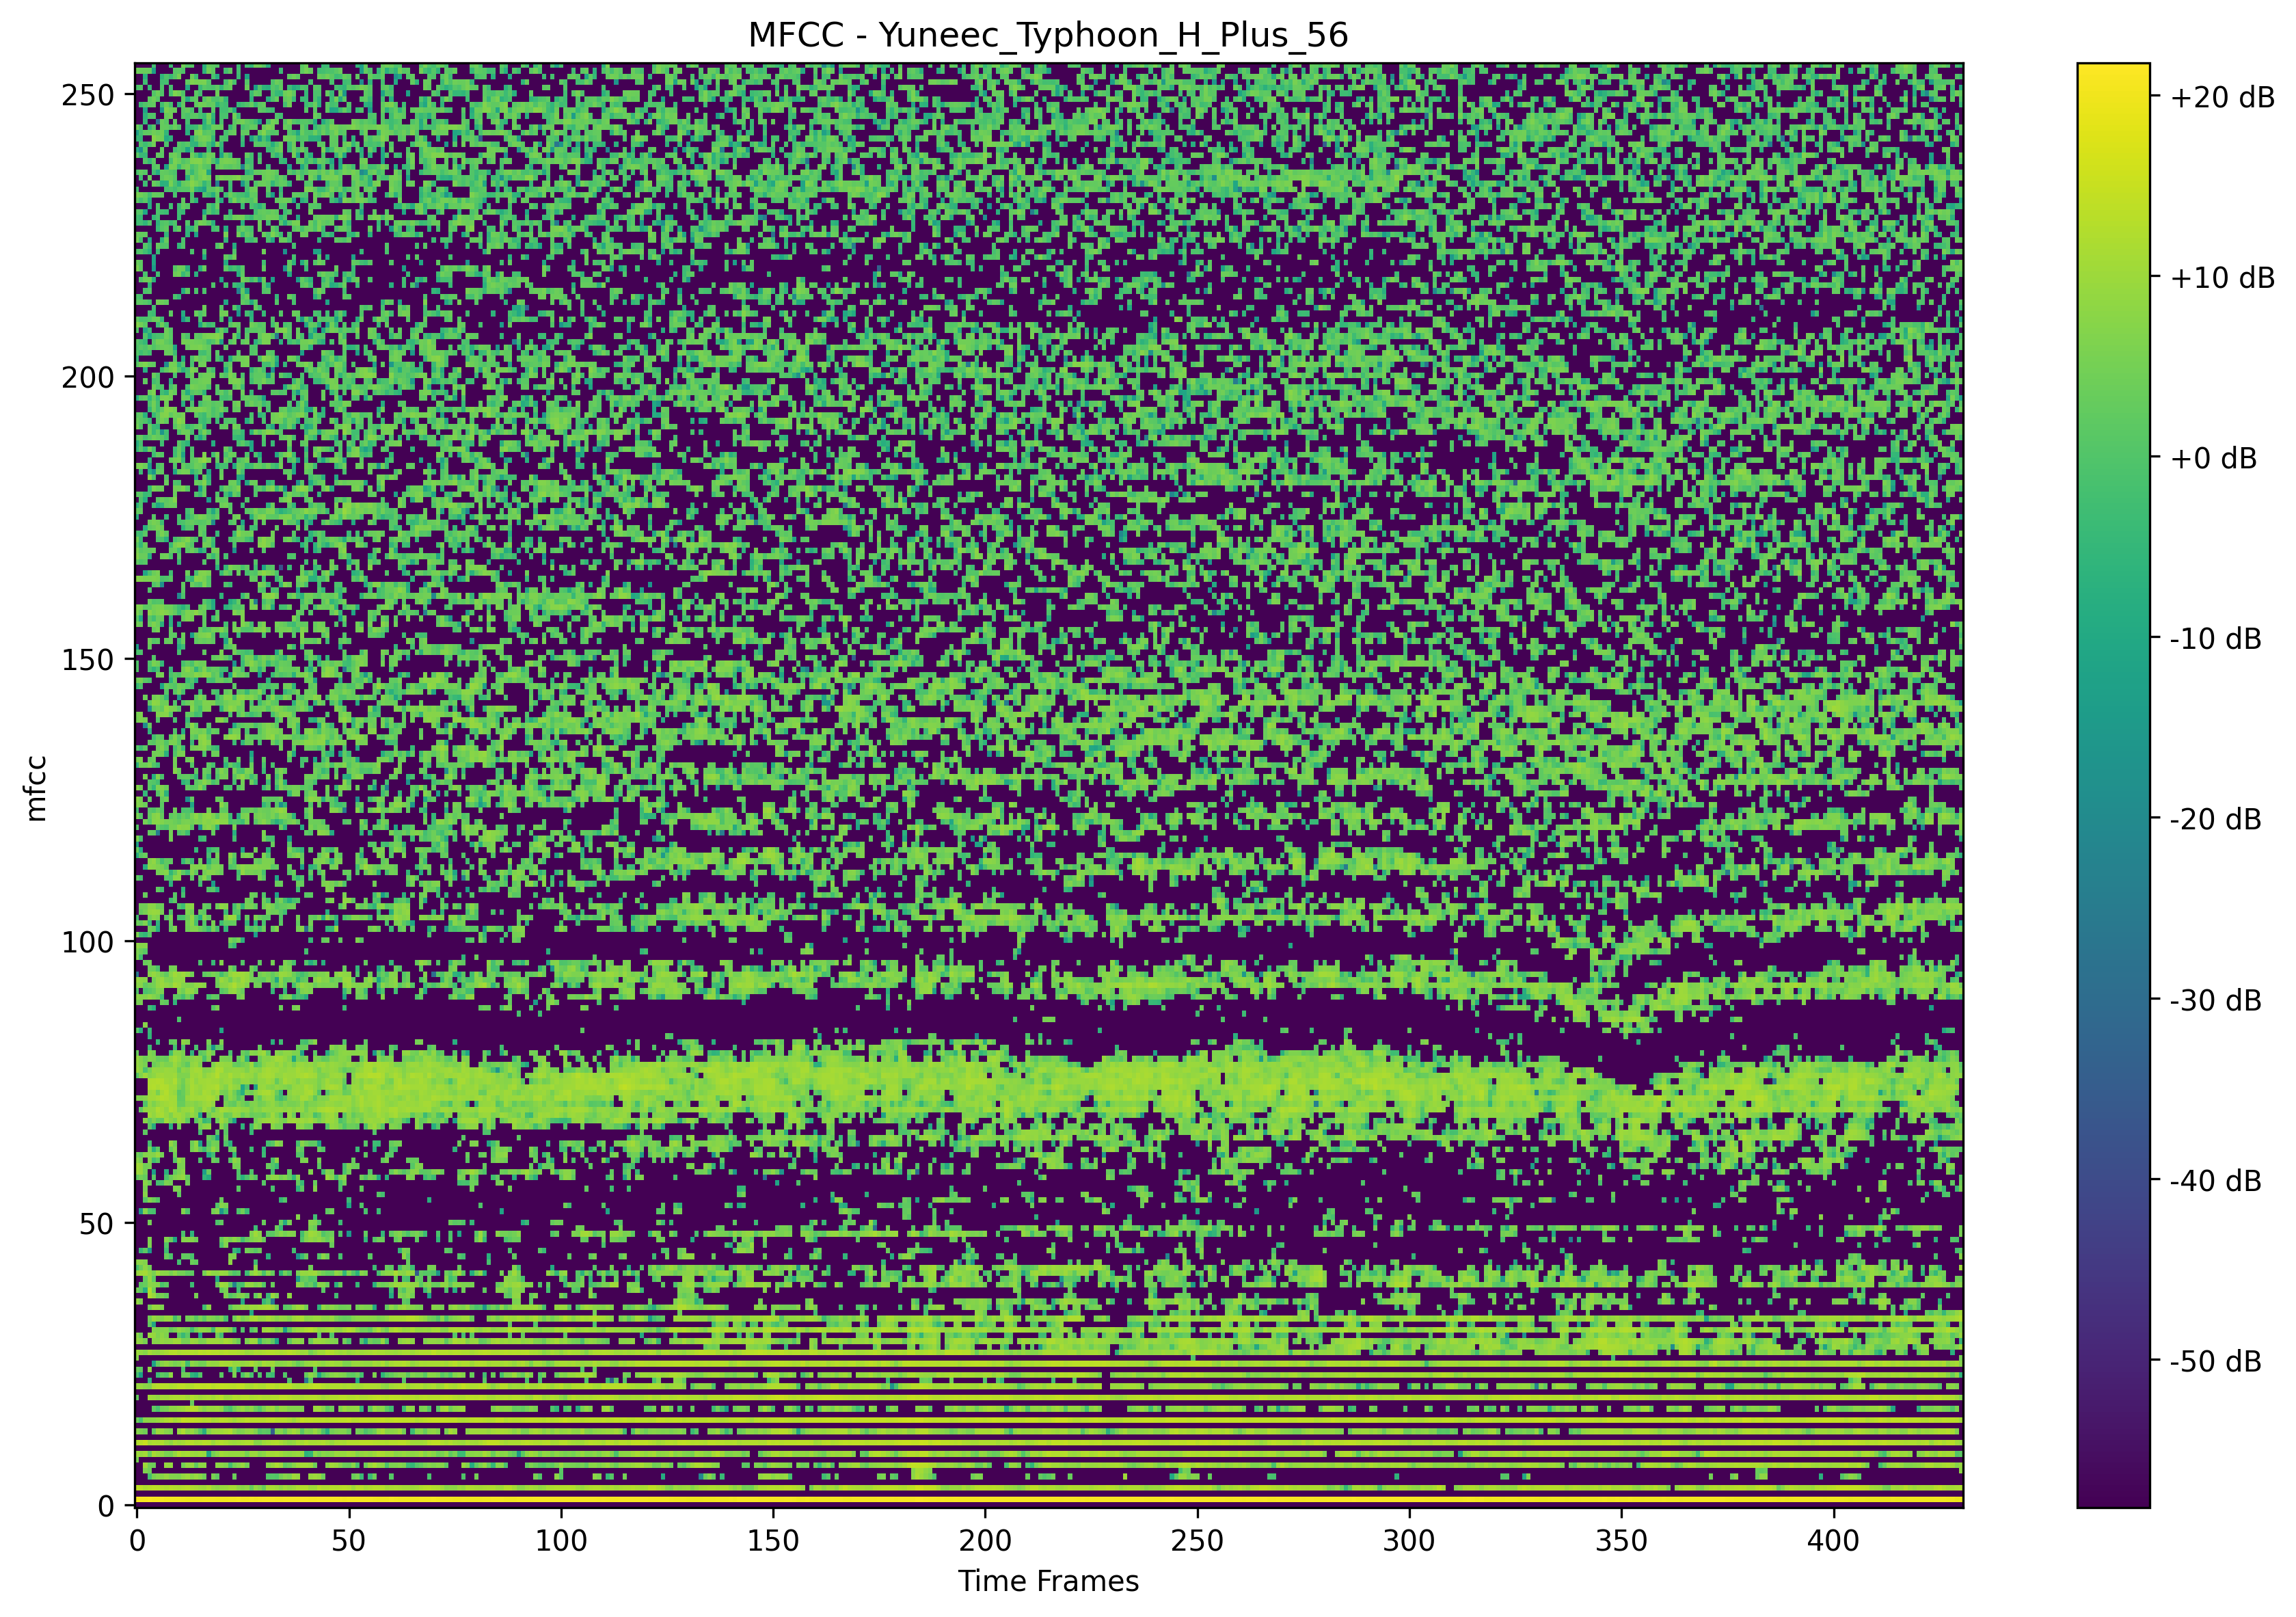 MFCC - Yuneec_Typhoon_H_Plus_56
250
200
150
100
50
0
mfcc
0 50 100 150 200 250 300 350 400
Time Frames
+20 dB
+10 dB
+0 dB
-10 dB
-20 dB
-30 dB
-40 dB
-50 dB